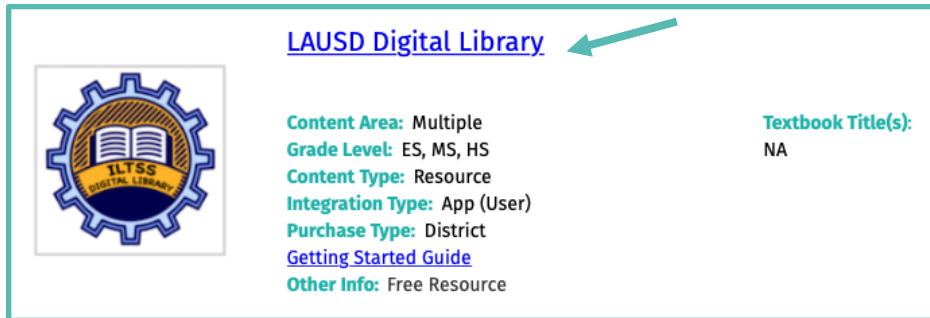 LAUSD Digital Library
ILTSS
DIGITAL LIBRARY
Content Area: Multiple
Textbook Title(s):
Grade Level: ES, MS, HS
NA
Content Type: Resource
Integration Type: App (User)
Purchase Type: District
Getting Started Guide
Other Info: Free Resource